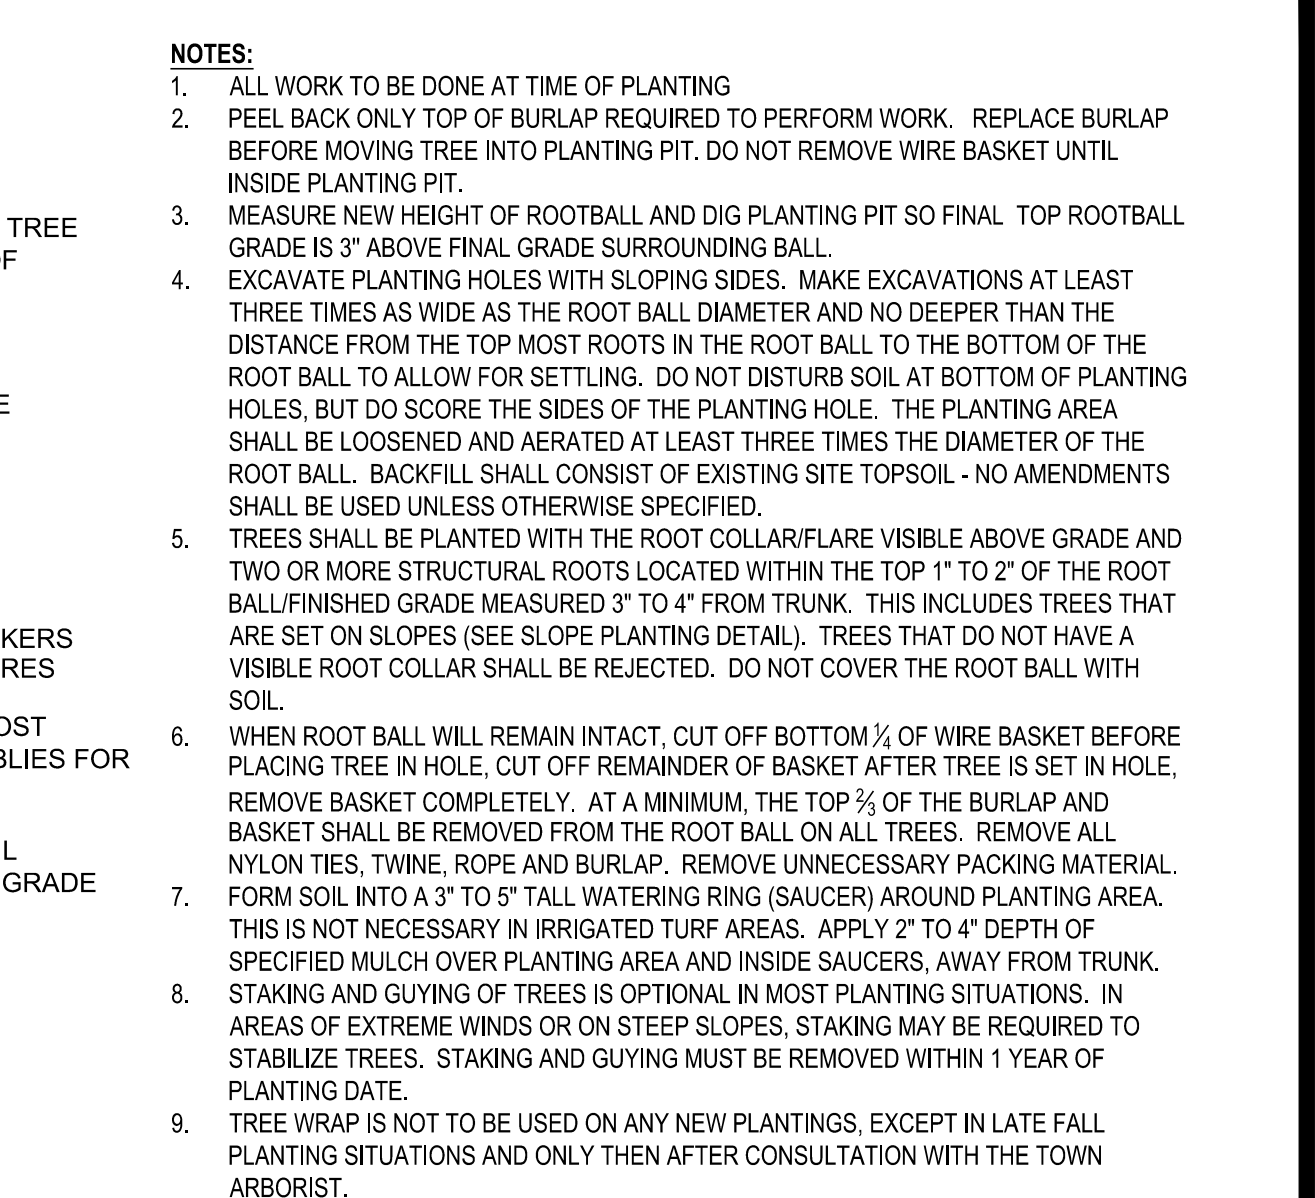 NOTES:
1. ALL WORK TO BE DONE AT TIME OF PLANTING
2. PEEL BACK ONLY TOP OF BURLAP REQUIRED TO PERFORM WORK. REPLACE BURLAP
BEFORE MOVING TREE INTO PLANTING PIT. DO NOT REMOVE WIRE BASKET UNTIL
INSIDE PLANTING PIT.
3. MEASURE NEW HEIGHT OF ROOTBALL AND DIG PLANTING PIT SO FINAL TOP ROOTBALL
GRADE IS 3" ABOVE FINAL GRADE SURROUNDING BALL.
4. EXCAVATE PLANTING HOLES WITH SLOPING SIDES. MAKE EXCAVATIONS AT LEAST
THREE TIMES AS WIDE AS THE ROOT BALL DIAMETER AND NO DEEPER THAN THE
DISTANCE FROM THE TOP MOST ROOTS IN THE ROOT BALL TO THE BOTTOM OF THE
ROOT BALL TO ALLOW FOR SETTLING. DO NOT DISTURB SOIL AT BOTTOM OF PLANTING
HOLES, BUT DO SCORE THE SIDES OF THE PLANTING HOLE. THE PLANTING AREA
SHALL BE LOOSENED AND AERATED AT LEAST THREE TIMES THE DIAMETER OF THE
ROOT BALL. BACKFILL SHALL CONSIST OF EXISTING SITE TOPSOIL - NO AMENDMENTS
SHALL BE USED UNLESS OTHERWISE SPECIFIED.
5. TREES SHALL BE PLANTED WITH THE ROOT COLLAR/FLARE VISIBLE ABOVE GRADE AND
TWO OR MORE STRUCTURAL ROOTS LOCATED WITHIN THE TOP 1" TO 2" OF THE ROOT
BALL/FINISHED GRADE MEASURED 3" TO 4" FROM TRUNK. THIS INCLUDES TREES THAT
ARE SET ON SLOPES (SEE SLOPE PLANTING DETAIL). TREES THAT DO NOT HAVE A
VISIBLE ROOT COLLAR SHALL BE REJECTED. DO NOT COVER THE ROOT BALL WITH
SOIL.
6. WHEN ROOT BALL WILL REMAIN INTACT, CUT OFF BOTTOM ¼ OF WIRE BASKET BEFORE
PLACING TREE IN HOLE, CUT OFF REMAINDER OF BASKET AFTER TREE IS SET IN HOLE,
REMOVE BASKET COMPLETELY. AT A MINIMUM, THE TOP ⅔ OF THE BURLAP AND
BASKET SHALL BE REMOVED FROM THE ROOT BALL ON ALL TREES. REMOVE ALL
NYLON TIES, TWINE, ROPE AND BURLAP. REMOVE UNNECESSARY PACKING MATERIAL.
7. FORM SOIL INTO A 3" TO 5" TALL WATERING RING (SAUCER) AROUND PLANTING AREA.
THIS IS NOT NECESSARY IN IRRIGATED TURF AREAS. APPLY 2" TO 4" DEPTH OF
SPECIFIED MULCH OVER PLANTING AREA AND INSIDE SAUCERS, AWAY FROM TRUNK.
8. STAKING AND GUYING OF TREES IS OPTIONAL IN MOST PLANTING SITUATIONS. IN
AREAS OF EXTREME WINDS OR ON STEEP SLOPES, STAKING MAY BE REQUIRED TO
STABILIZE TREES. STAKING AND GUYING MUST BE REMOVED WITHIN 1 YEAR OF
PLANTING DATE.
9. TREE WRAP IS NOT TO BE USED ON ANY NEW PLANTINGS, EXCEPT IN LATE FALL
PLANTING SITUATIONS AND ONLY THEN AFTER CONSULTATION WITH THE TOWN
ARBORIST.
TREE
OF
E
KERS
RES
OST
BLIES FOR
L
GRADE